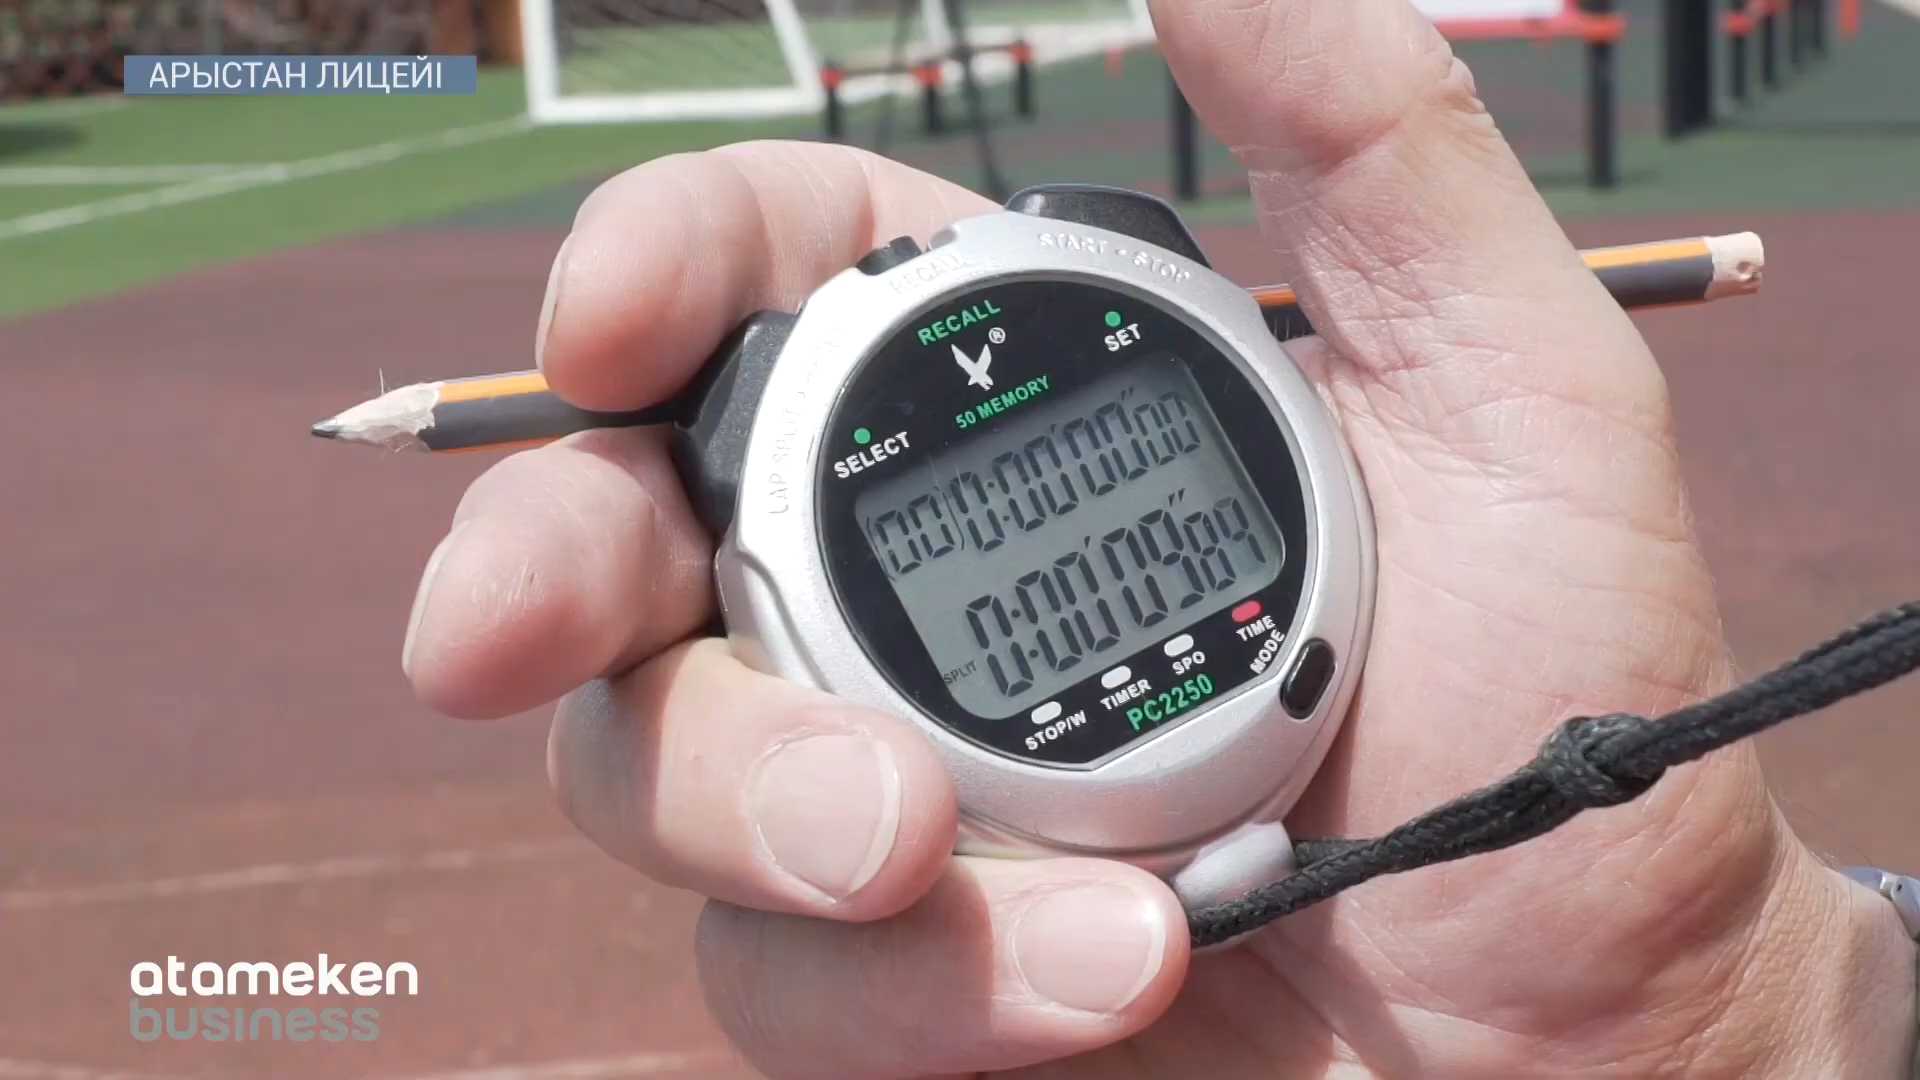 АРЫСТАН ЛИЦЕЙІ
START • STOP
RECALL
RECALL
®
SET
50 MEMORY
SELECT
(00) 0:00'00"00
0:00'09"89
SPLIT
TIME
MODE
SPO
TIMER
STOP/W
PC2250
atameken
business